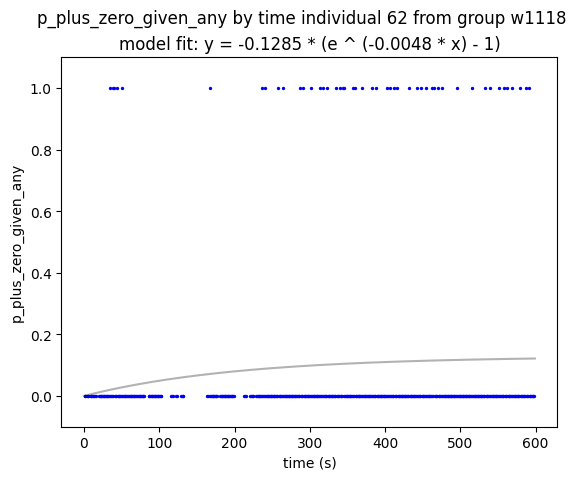 p_plus_zero_given_any by time individual 62 from group w1118
model fit: y = -0.1285 * (e ^ (-0.0048 * x) - 1)
p_plus_zero_given_any
1.0
0.8
0.6
0.4
0.2
0.0
0 100 200 300 400 500 600
time (s)